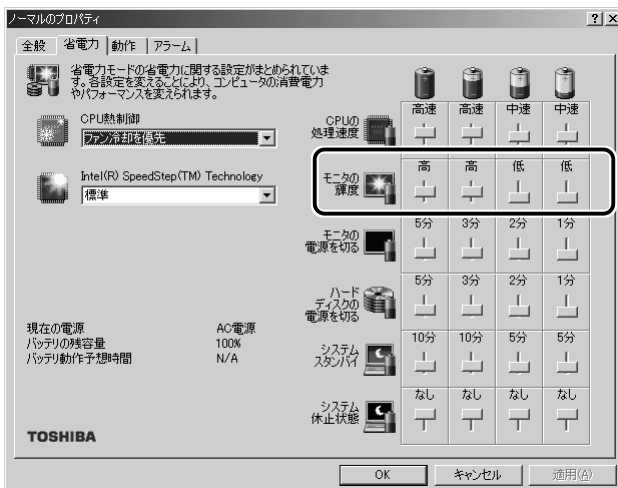 ノーマルのプロパティ
全般 省電力 動作 アラーム
省電力モードの省電力に関する設定がまとめられていま
す。各設定を変えることにより、コンピュータの消費電力
やパフォーマンスを変えられます。
CPU熱制御
ファン冷却を優先
Intel(R) SpeedStep(TM) Technology
標準
現在の電源 AC電源
バッテリの残容量 100%
バッテリ動作予想時間 N/A
TOSHIBA
CPUの
処理速度
高速 高速 中速 中速
モニタの
輝度
高 高 低 低
モニタの
電源を切る
5分 3分 2分 1分
ハード
ディスクの
電源を切る
5分 3分 2分 1分
システム
スタンバイ
10分 10分 5分 5分
システム
休止状態
なし なし なし なし
OK キャンセル 適用(A)